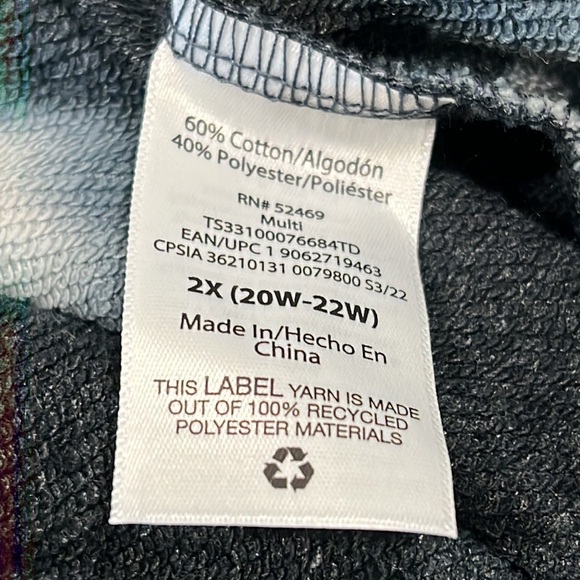 60% Cotton/Algodón
40% Polyester/Poliéster
RN# 52469
Multi
TS33100076684TD
EAN/UPC 1 9062719463
CPSIA 36210131 0079800 S3/22
2X (20W-22W)
Made In/Hecho En
China
THIS LABEL YARN IS MADE
OUT OF 100% RECYCLED
POLYESTER MATERIALS